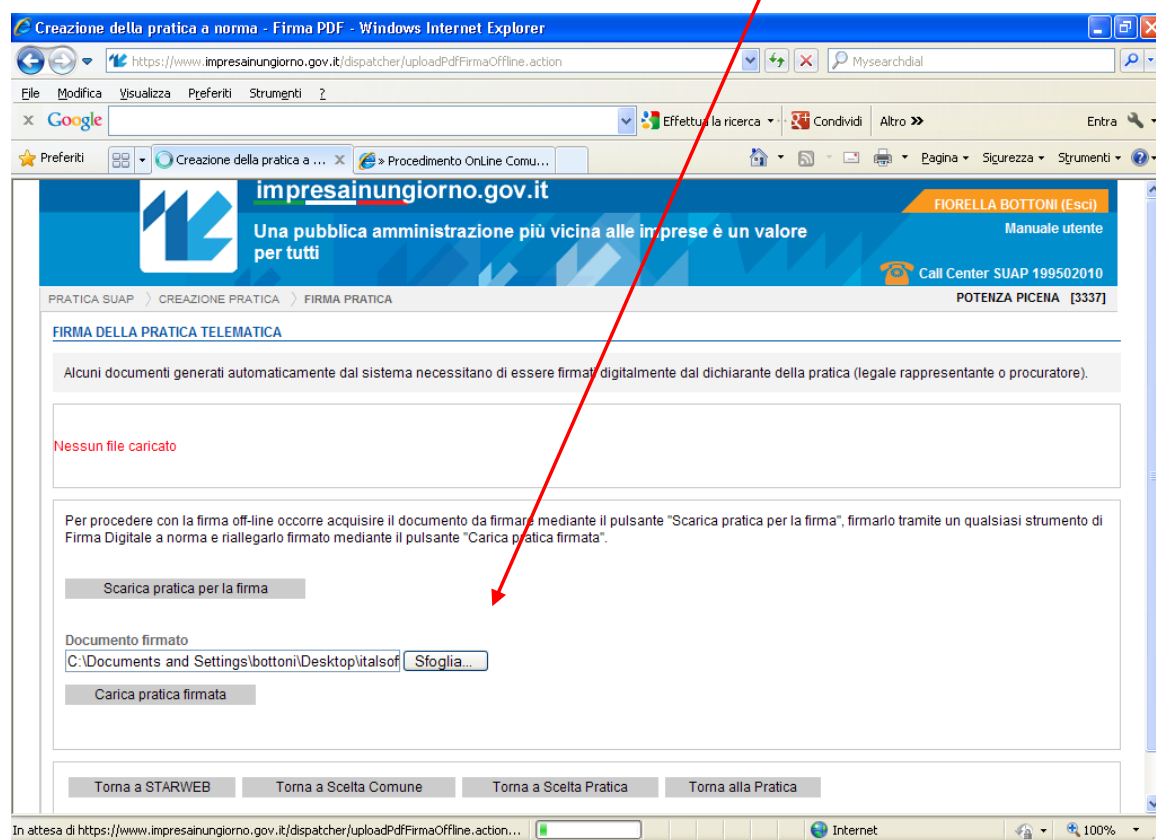 Creazione della pratica a norma - Firma PDF - Windows Internet Explorer
https://www.impresainungiorno.gov.it/dispatcher/uploadPdfFirmaOffline.action
Mysearchdial
File Modifica Visualizza Preferiti Strumenti ?
x Google
Effettua la ricerca
Condividi
Altro »
Entra
Preferiti
Creazione della pratica a ... X
» Procedimento OnLine Comu...
Pagina Sicurezza Strumenti
impresainungiorno.gov.it
FIORELLA BOTTONI (Esci)
Una pubblica amministrazione più vicina alle imprese è un valore
per tutti
Manuale utente
Call Center SUAP 199502010
PRATICA SUAP 〉 CREAZIONE PRATICA 〉 FIRMA PRATICA
POTENZA PICENA [3337]
FIRMA DELLA PRATICA TELEMATICA
Alcuni documenti generati automaticamente dal sistema necessitano di essere firmati digitalmente dal dichiarante della pratica (legale rappresentante o procuratore).
Nessun file caricato
Per procedere con la firma off-line occorre acquisire il documento da firmare mediante il pulsante "Scarica pratica per la firma", firmarlo tramite un qualsiasi strumento di
Firma Digitale a norma e riallegarlo firmato mediante il pulsante "Carica pratica firmata".
Scarica pratica per la firma
Documento firmato
C:\Documents and Settings\bottoni\Desktop\italsof
Sfoglia...
Carica pratica firmata
Torna a STARWEB
Torna a Scelta Comune
Torna a Scelta Pratica
Torna alla Pratica
In attesa di https://www.impresainungiorno.gov.it/dispatcher/uploadPdfFirmaOffline.action...
Internet
100%